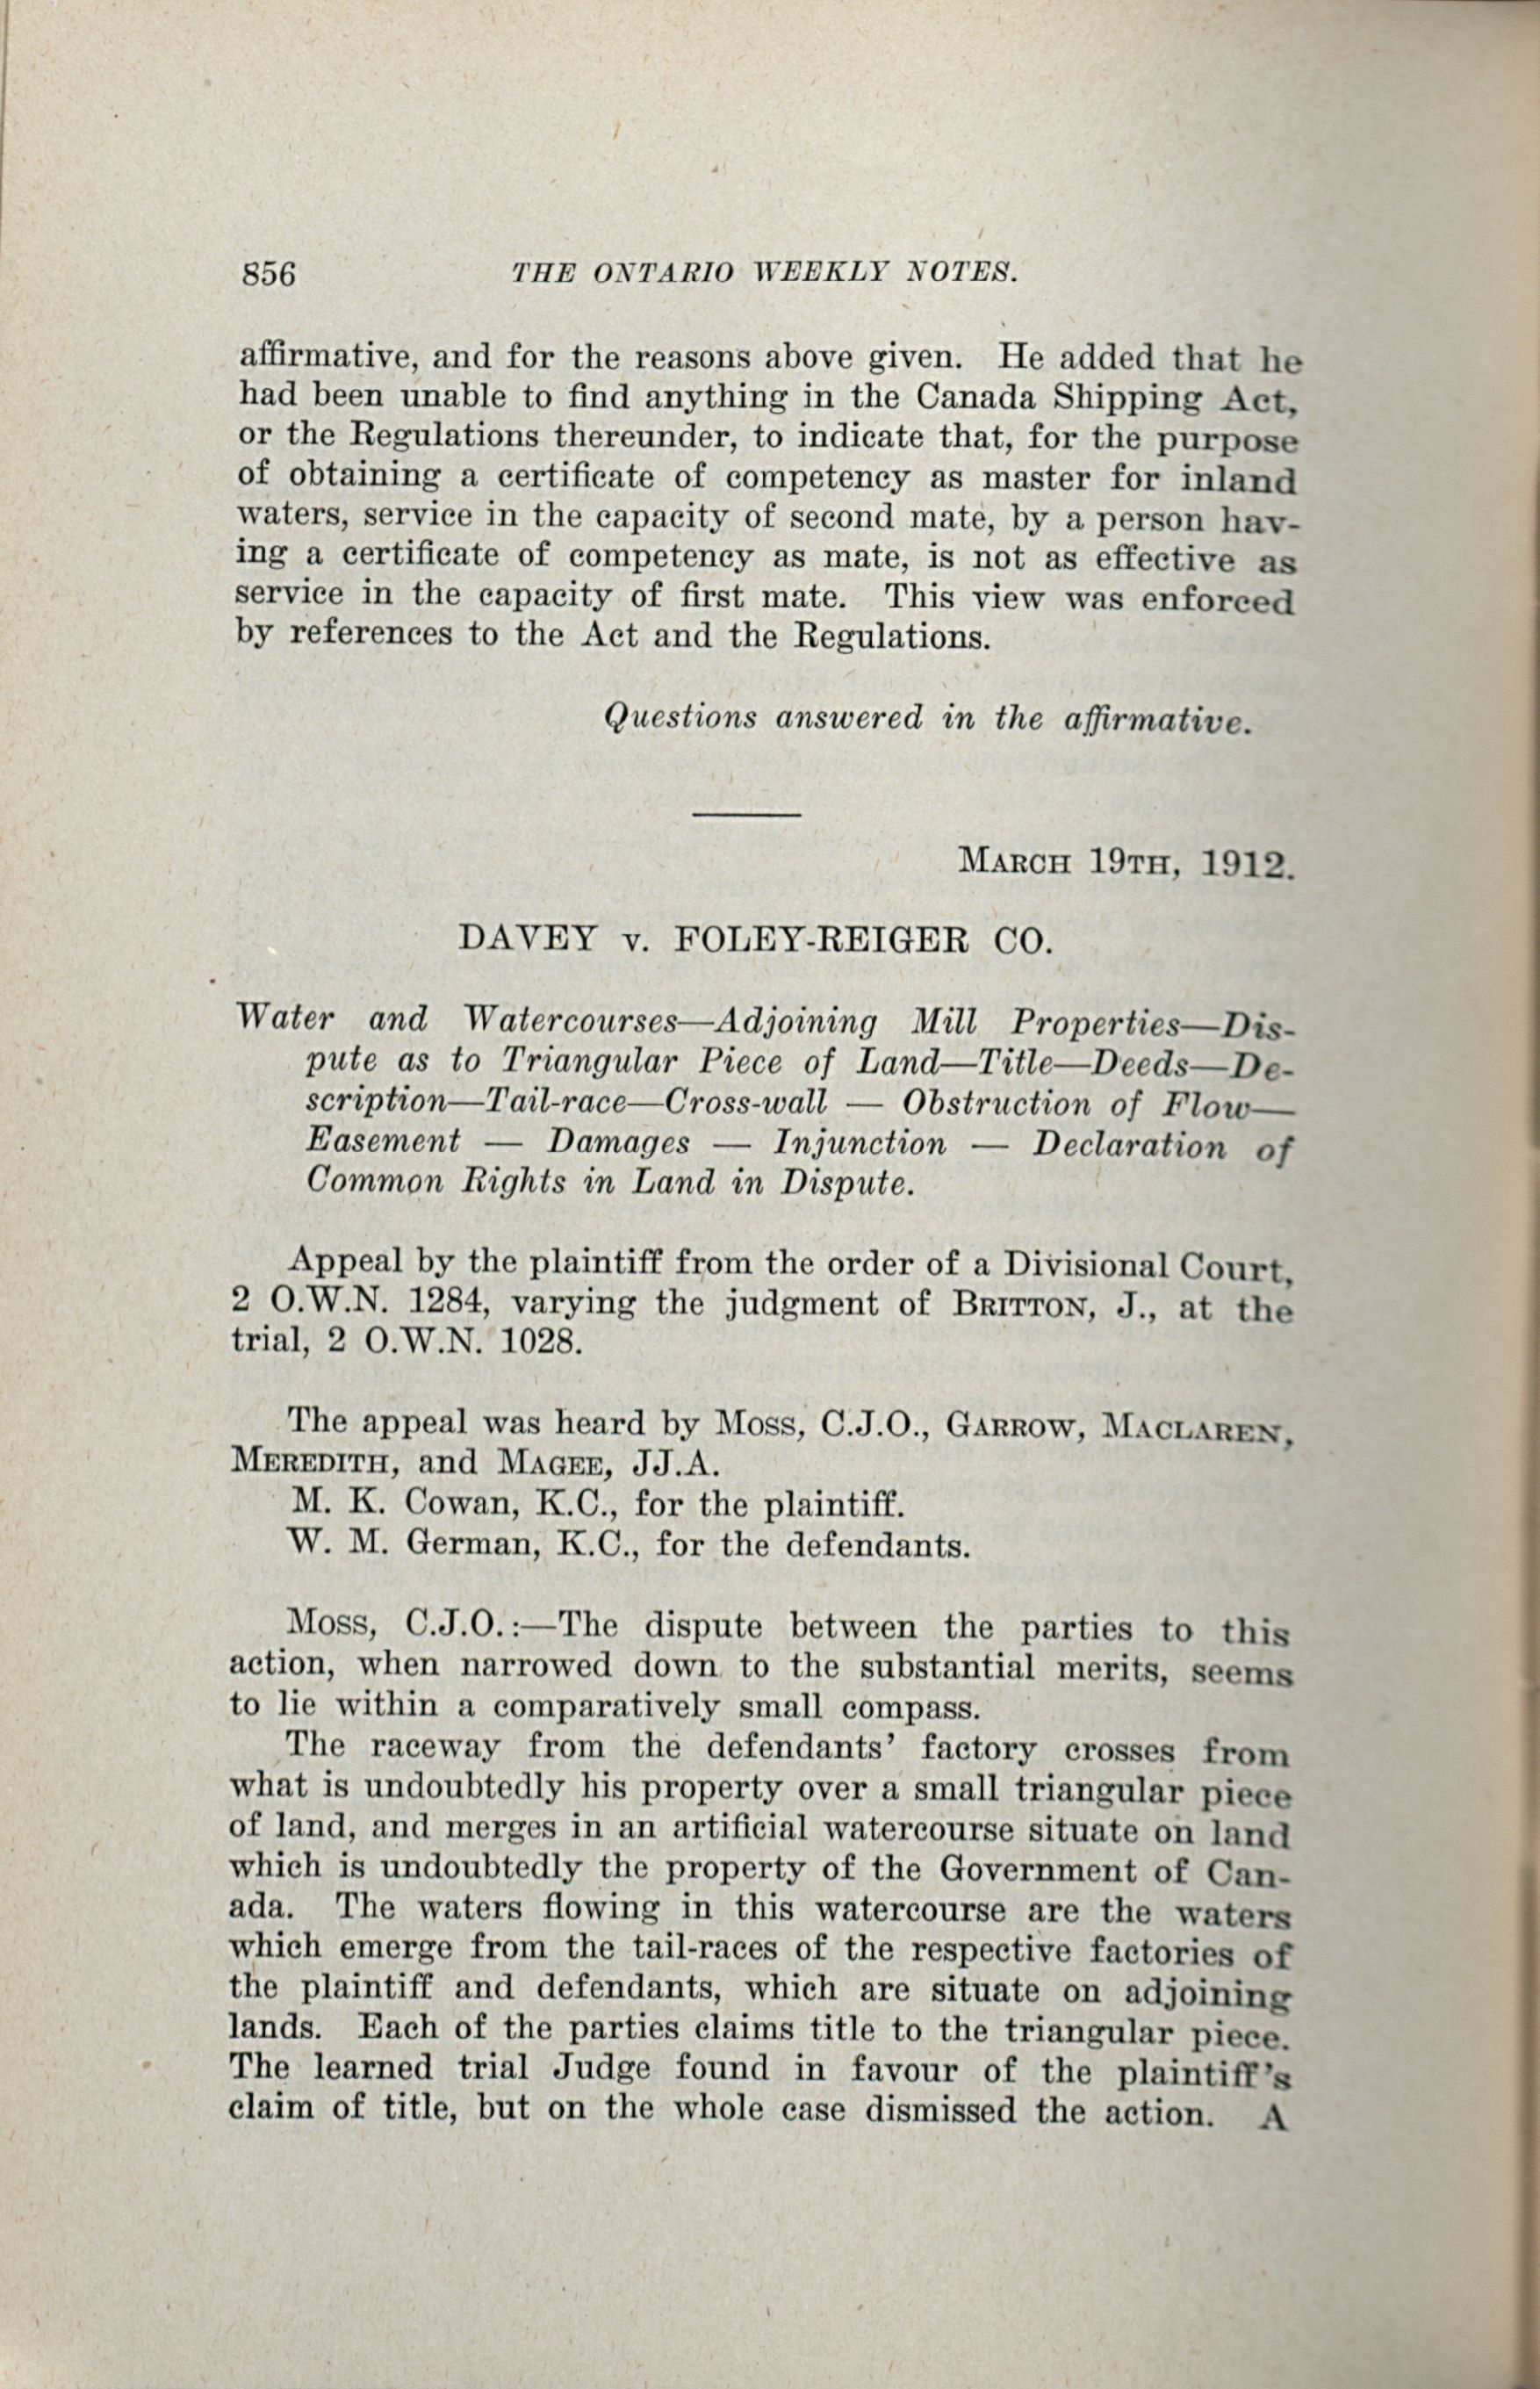 856 THE ONTARIO WEEKLY NOTES.
affirmative, and for the reasons above given. He added that he
had been unable to find anything in the Canada Shipping Act,
or the Regulations thereunder, to indicate that, for the purpose
of obtaining a certificate of competency as master for inland
waters, service in the capacity of second mate, by a person hav-
ing a certificate of competency as mate, is not as effective as
service in the capacity of first mate. This view was enforced
by references to the Act and the Regulations.
Questions answered in the affirmative.
MARCH 19TH, 1912.
DAVEY v. FOLEY-REIGER CO.
Water and Watercourses—Adjoining Mill Properties—Dis-
pute as to Triangular Piece of Land—Title—Deeds—De-
scription—Tail-race—Cross-wall — Obstruction of Flow—
Easement — Damages — Injunction — Declaration of
Common Rights in Land in Dispute.
Appeal by the plaintiff from the order of a Divisional Court,
2 O.W.N. 1284, varying the judgment of BRITTON, J., at the
trial, 2 O.W.N. 1028.
The appeal was heard by MOSS, C.J.O., GARROW, MACLAREN,
MEREDITH, and MAGEE, JJ.A.
M. K. Cowan, K.C., for the plaintiff.
W. M. German, K.C., for the defendants.
MOSS, C.J.O.:—The dispute between the parties to this
action, when narrowed down to the substantial merits, seems
to lie within a comparatively small compass.
The raceway from the defendants' factory crosses from
what is undoubtedly his property over a small triangular piece
of land, and merges in an artificial watercourse situate on land
which is undoubtedly the property of the Government of Can-
ada. The waters flowing in this watercourse are the waters
which emerge from the tail-races of the respective factories of
the plaintiff and defendants, which are situate on adjoining
lands. Each of the parties claims title to the triangular piece.
The learned trial Judge found in favour of the plaintiff's
claim of title, but on the whole case dismissed the action. A